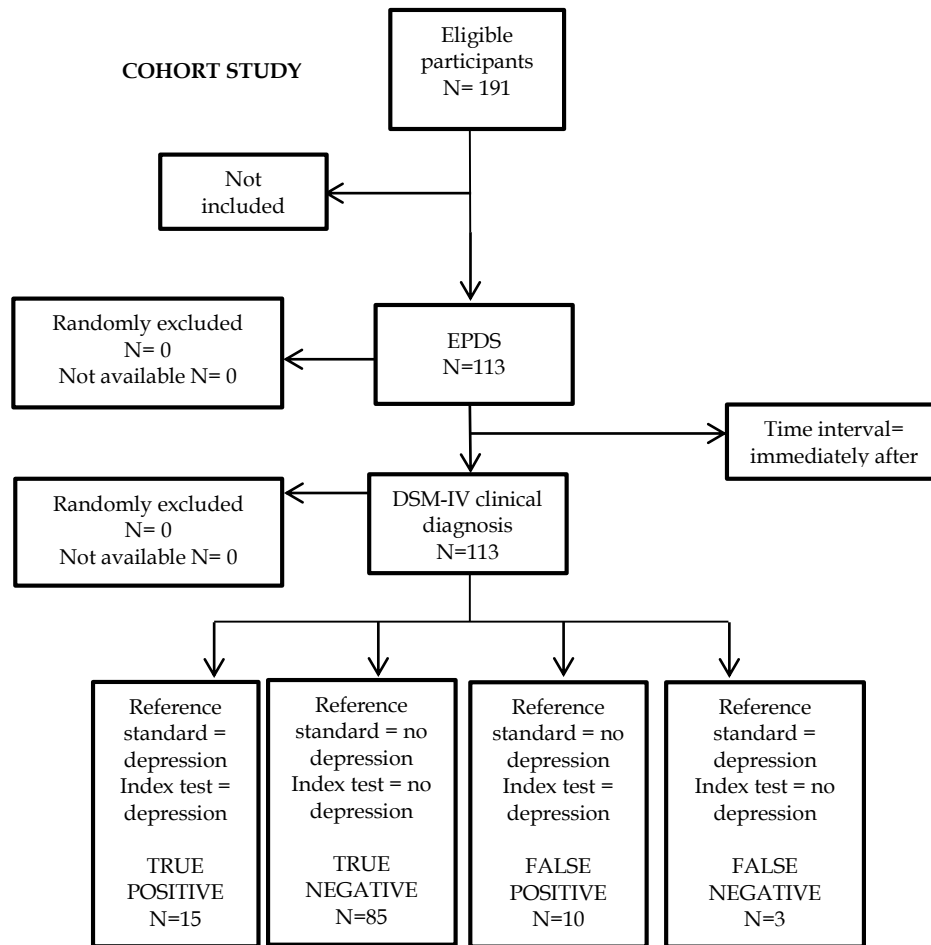 Eligible
participants
N= 191
COHORT STUDY
Not
included
Randomly excluded
N= 0
Not available N= 0
EPDS
N=113
Time interval=
immediately after
Randomly excluded
N= 0
Not available N= 0
DSM-IV clinical
diagnosis
N=113
Reference
standard =
depression
Index test =
depression
TRUE
POSITIVE
N=15
Reference
standard = no
depression
Index test = no
depression
TRUE
NEGATIVE
N=85
Reference
standard = no
depression
Index test =
depression
FALSE
POSITIVE
N=10
Reference
standard =
depression
Index test = no
depression
FALSE
NEGATIVE
N=3